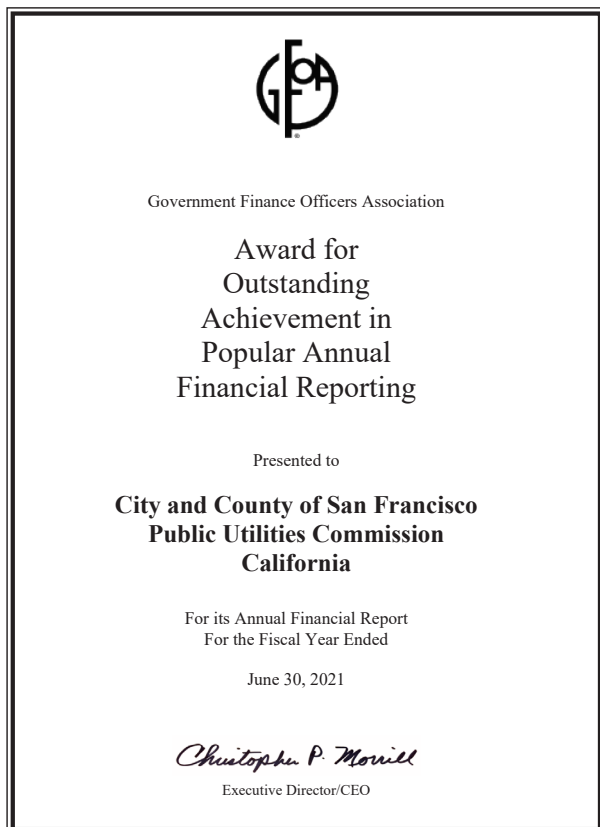 GFOA
Government Finance Officers Association
Award for
Outstanding
Achievement in
Popular Annual
Financial Reporting
Presented to
City and County of San Francisco
Public Utilities Commission
California
For its Annual Financial Report
For the Fiscal Year Ended
June 30, 2021
Christopher P. Morrill
Executive Director/CEO